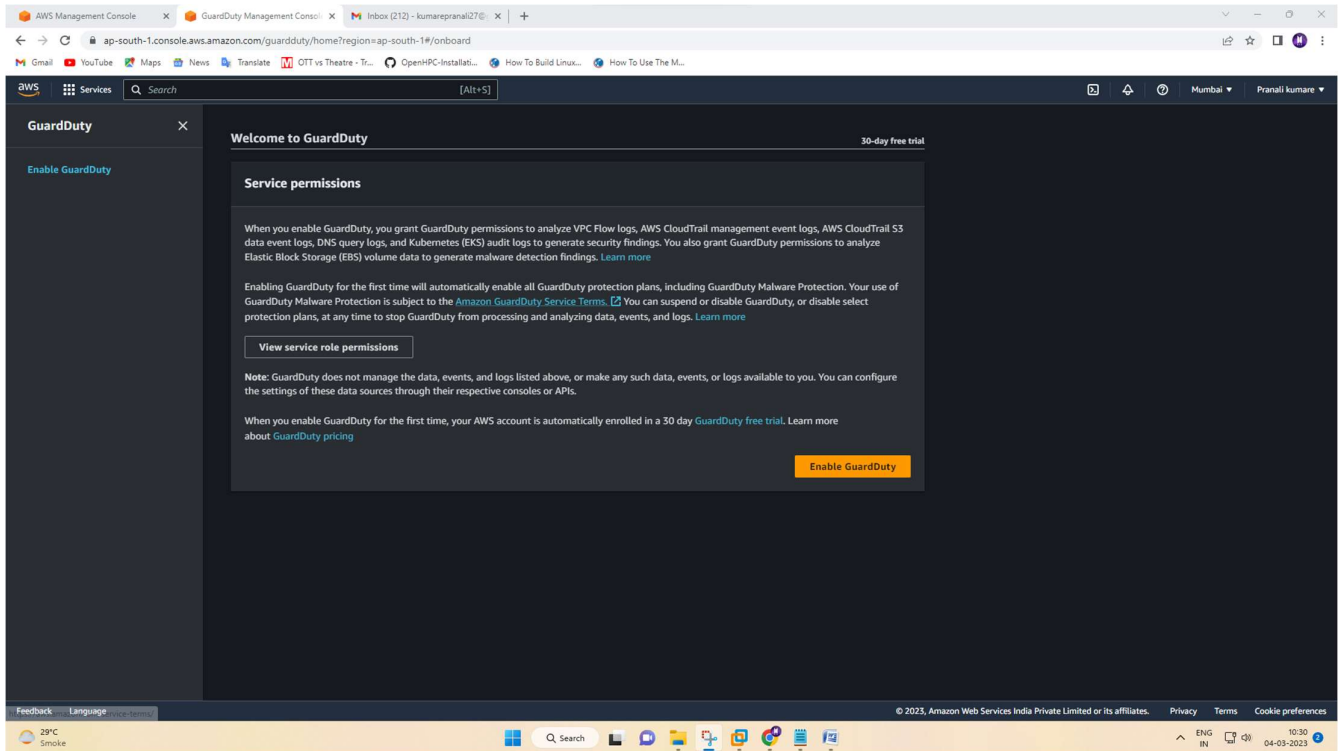 AWS Management Console
GuardDuty Management Consol
Inbox (212) - kumarepranali27@
ap-south-1.console.aws.amazon.com/guardduty/home?region=ap-south-1#/onboard
Gmail YouTube Maps News Translate OTT vs Theatre - Tr... OpenHPC-Installati... How To Build Linux... How To Use The M...
aws Services Search [Alt+S] Mumbai ▼ Pranali kumare ▼
GuardDuty
Enable GuardDuty
Welcome to GuardDuty 30-day free trial
Service permissions
When you enable GuardDuty, you grant GuardDuty permissions to analyze VPC Flow logs, AWS CloudTrail management event logs, AWS CloudTrail S3
data event logs, DNS query logs, and Kubernetes (EKS) audit logs to generate security findings. You also grant GuardDuty permissions to analyze
Elastic Block Storage (EBS) volume data to generate malware detection findings. Learn more
Enabling GuardDuty for the first time will automatically enable all GuardDuty protection plans, including GuardDuty Malware Protection. Your use of
GuardDuty Malware Protection is subject to the Amazon GuardDuty Service Terms. You can suspend or disable GuardDuty, or disable select
protection plans, at any time to stop GuardDuty from processing and analyzing data, events, and logs. Learn more
View service role permissions
Note: GuardDuty does not manage the data, events, and logs listed above, or make any such data, events, or logs available to you. You can configure
the settings of these data sources through their respective consoles or APIs.
When you enable GuardDuty for the first time, your AWS account is automatically enrolled in a 30 day GuardDuty free trial. Learn more
about GuardDuty pricing
Enable GuardDuty
Feedback Language © 2023, Amazon Web Services India Private Limited or its affiliates. Privacy Terms Cookie preferences
29°C
Smoke
Search
ENG
IN
10:30
04-03-2023
2